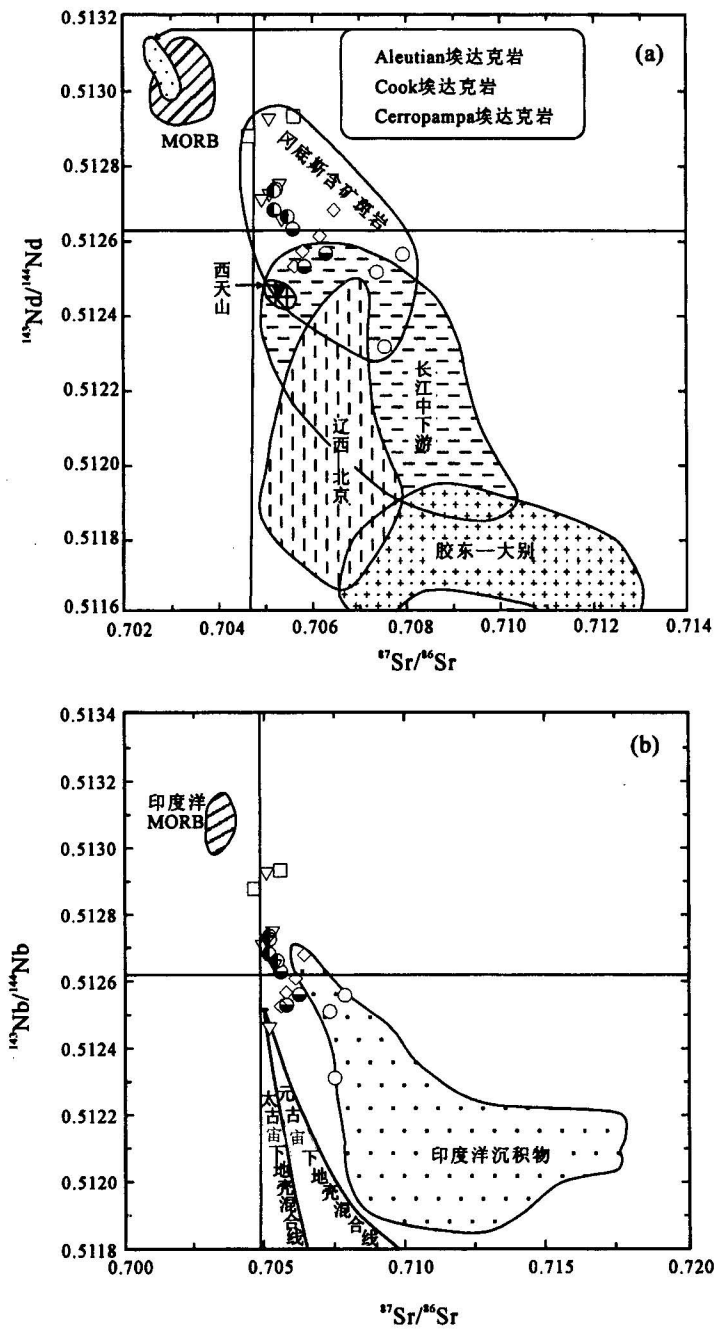 (a)
0.5132
0.5130
0.5128
0.5126
0.5124
0.5122
0.5120
0.5118
0.5116
¹⁴³Nd/¹⁴⁴Nd
Aleutian埃达克岩
Cook埃达克岩
Cerropampa埃达克岩
MORB
冈底斯含矿斑岩
西天山
长江中下游
辽西 北京
胶东—大别
0.702
0.704
0.706
0.708
0.710
0.712
0.714
⁸⁷Sr/⁸⁶Sr
(b)
0.5134
0.5132
0.5130
0.5128
0.5126
0.5124
0.5122
0.5120
0.5118
¹⁴³Nb/¹⁴⁴Nb
印度洋
MORB
太古宙下地壳混合线
元古宙下地壳混合线
印度洋沉积物
0.700
0.705
0.710
0.715
0.720
⁸⁷Sr/⁸⁶Sr